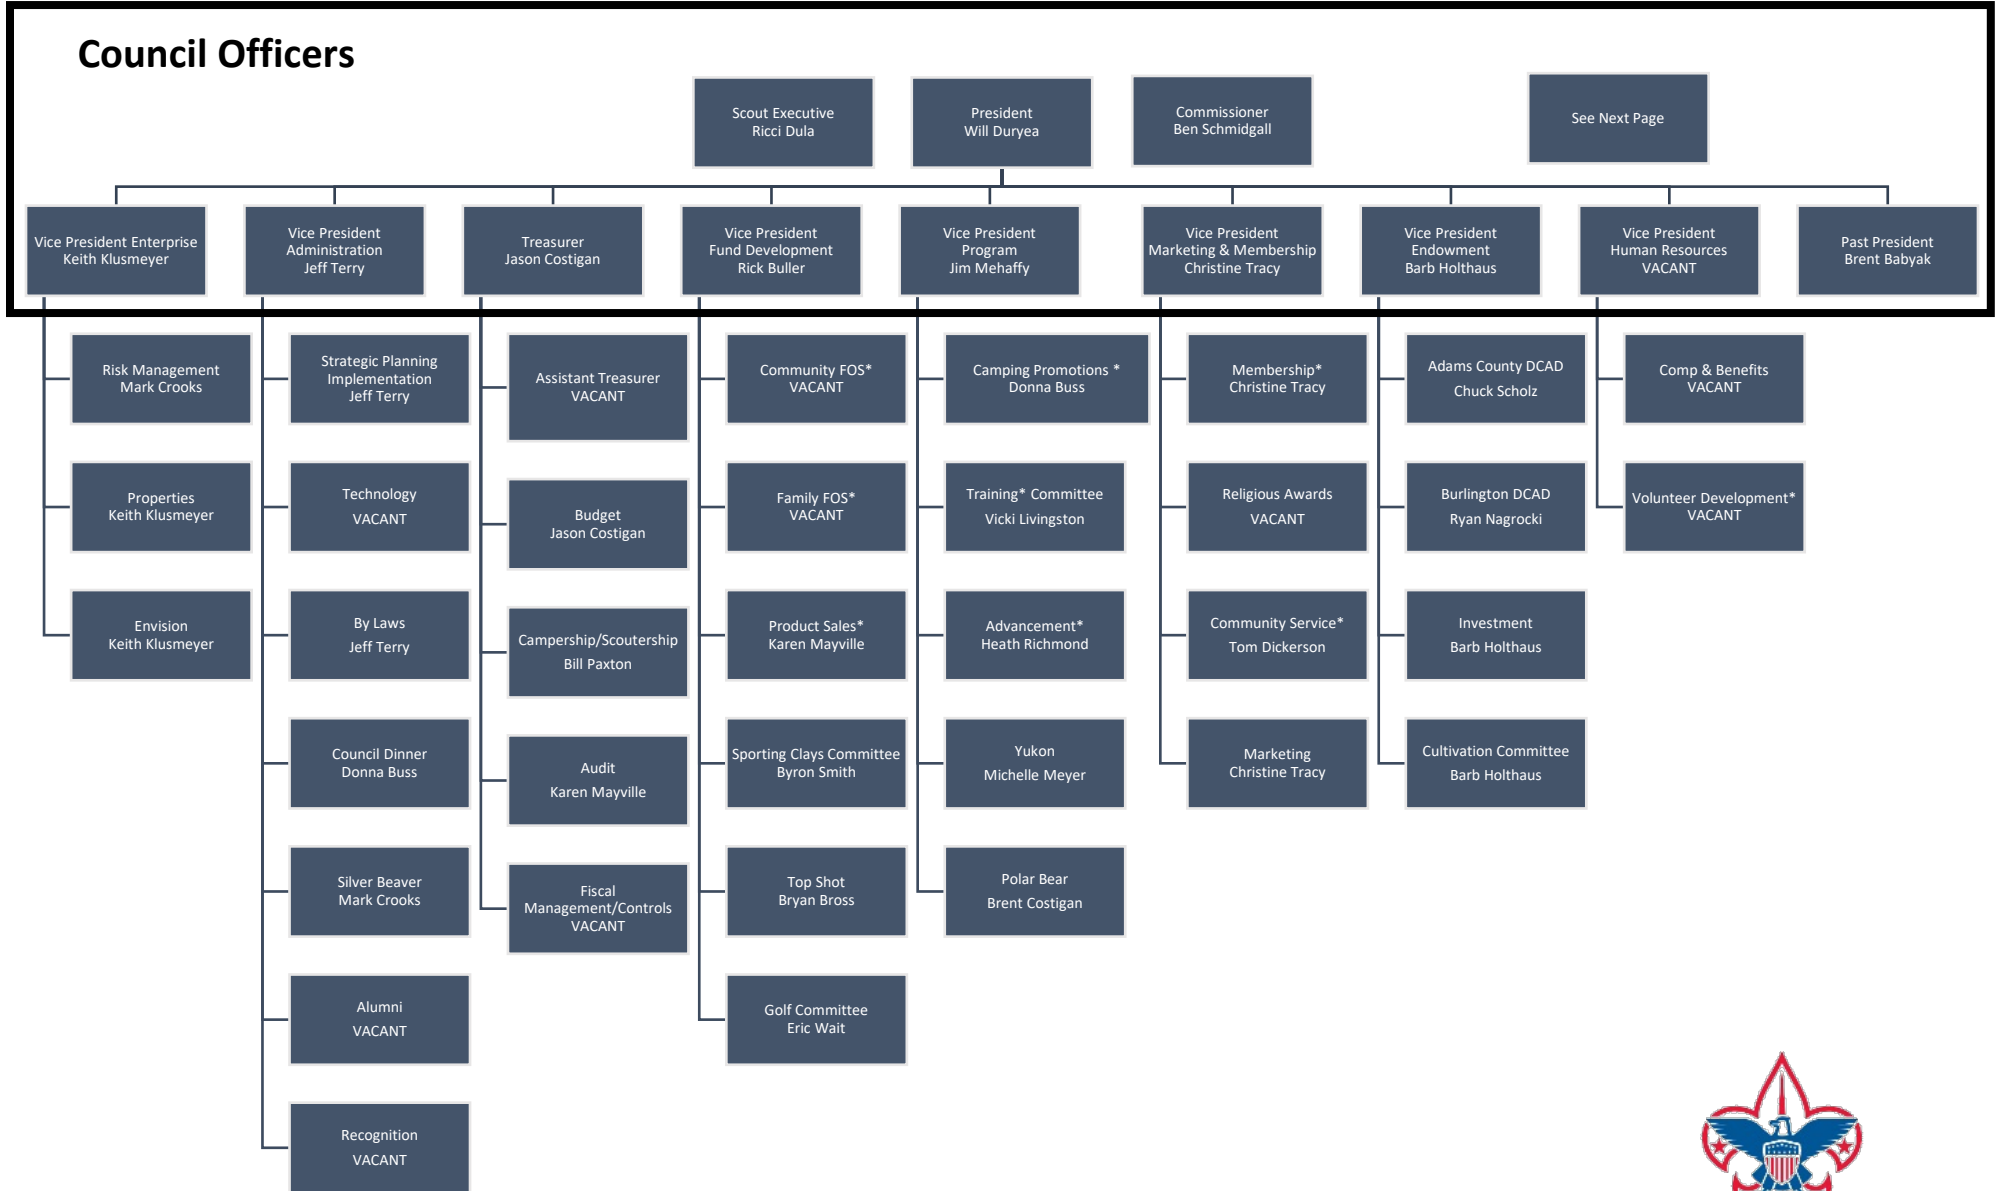 Council Officers
Scout Executive
Ricci Dula
President
Will Duryea
Commissioner
Ben Schmidgall
See Next Page
Vice President Enterprise
Keith Klusmeyer
Vice President
Administration
Jeff Terry
Treasurer
Jason Costigan
Vice President
Fund Development
Rick Buller
Vice President
Program
Jim Mehaffy
Vice President
Marketing & Membership
Christine Tracy
Vice President
Endowment
Barb Holthaus
Vice President
Human Resources
VACANT
Past President
Brent Babyak
Risk Management
Mark Crooks
Properties
Keith Klusmeyer
Envision
Keith Klusmeyer
Strategic Planning
Implementation
Jeff Terry
Technology
VACANT
By Laws
Jeff Terry
Council Dinner
Donna Buss
Silver Beaver
Mark Crooks
Alumni
VACANT
Recognition
VACANT
Assistant Treasurer
VACANT
Budget
Jason Costigan
Campership/Scoutership
Bill Paxton
Audit
Karen Mayville
Fiscal
Management/Controls
VACANT
Community FOS*
VACANT
Family FOS*
VACANT
Product Sales*
Karen Mayville
Sporting Clays Committee
Byron Smith
Top Shot
Bryan Bross
Golf Committee
Eric Wait
Camping Promotions *
Donna Buss
Training* Committee
Vicki Livingston
Advancement*
Heath Richmond
Yukon
Michelle Meyer
Polar Bear
Brent Costigan
Membership*
Christine Tracy
Religious Awards
VACANT
Community Service*
Tom Dickerson
Marketing
Christine Tracy
Adams County DCAD
Chuck Scholz
Burlington DCAD
Ryan Nagrocki
Investment
Barb Holthaus
Cultivation Committee
Barb Holthaus
Comp & Benefits
VACANT
Volunteer Development*
VACANT